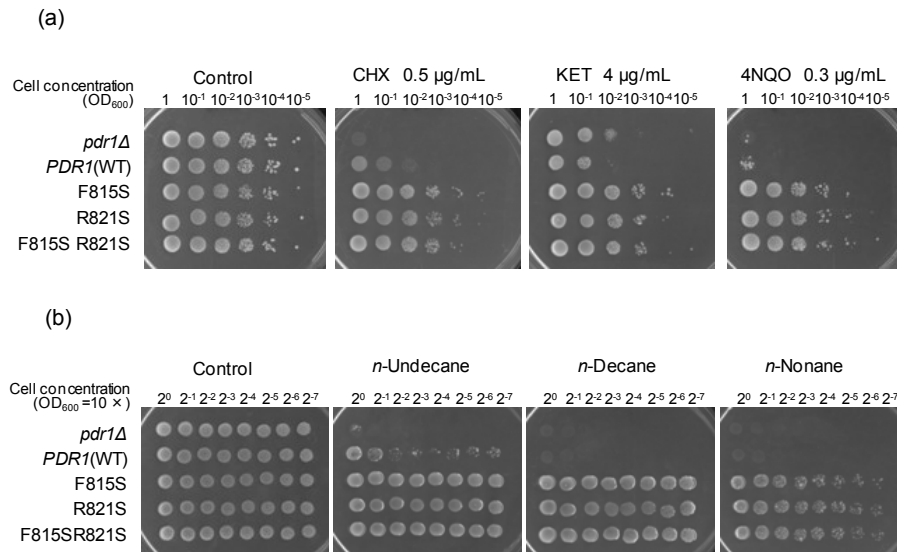 (a)
Control CHX 0.5 µg/mL KET 4 µg/mL 4NQO 0.3 µg/mL
Cell concentration
(OD₆₀₀) 1 10⁻¹ 10⁻² 10⁻³ 10⁻⁴ 10⁻⁵ 1 10⁻¹ 10⁻² 10⁻³ 10⁻⁴ 10⁻⁵ 1 10⁻¹ 10⁻² 10⁻³ 10⁻⁴ 10⁻⁵ 1 10⁻¹ 10⁻² 10⁻³ 10⁻⁴ 10⁻⁵
pdr1Δ
PDR1(WT)
F815S
R821S
F815S R821S
(b)
Control n-Undecane n-Decane n-Nonane
Cell concentration
(OD₆₀₀ =10 ×) 2⁰ 2⁻¹ 2⁻² 2⁻³ 2⁻⁴ 2⁻⁵ 2⁻⁶ 2⁻⁷ 2⁰ 2⁻¹ 2⁻² 2⁻³ 2⁻⁴ 2⁻⁵ 2⁻⁶ 2⁻⁷ 2⁰ 2⁻¹ 2⁻² 2⁻³ 2⁻⁴ 2⁻⁵ 2⁻⁶ 2⁻⁷ 2⁰ 2⁻¹ 2⁻² 2⁻³ 2⁻⁴ 2⁻⁵ 2⁻⁶ 2⁻⁷
pdr1Δ
PDR1(WT)
F815S
R821S
F815SR821S